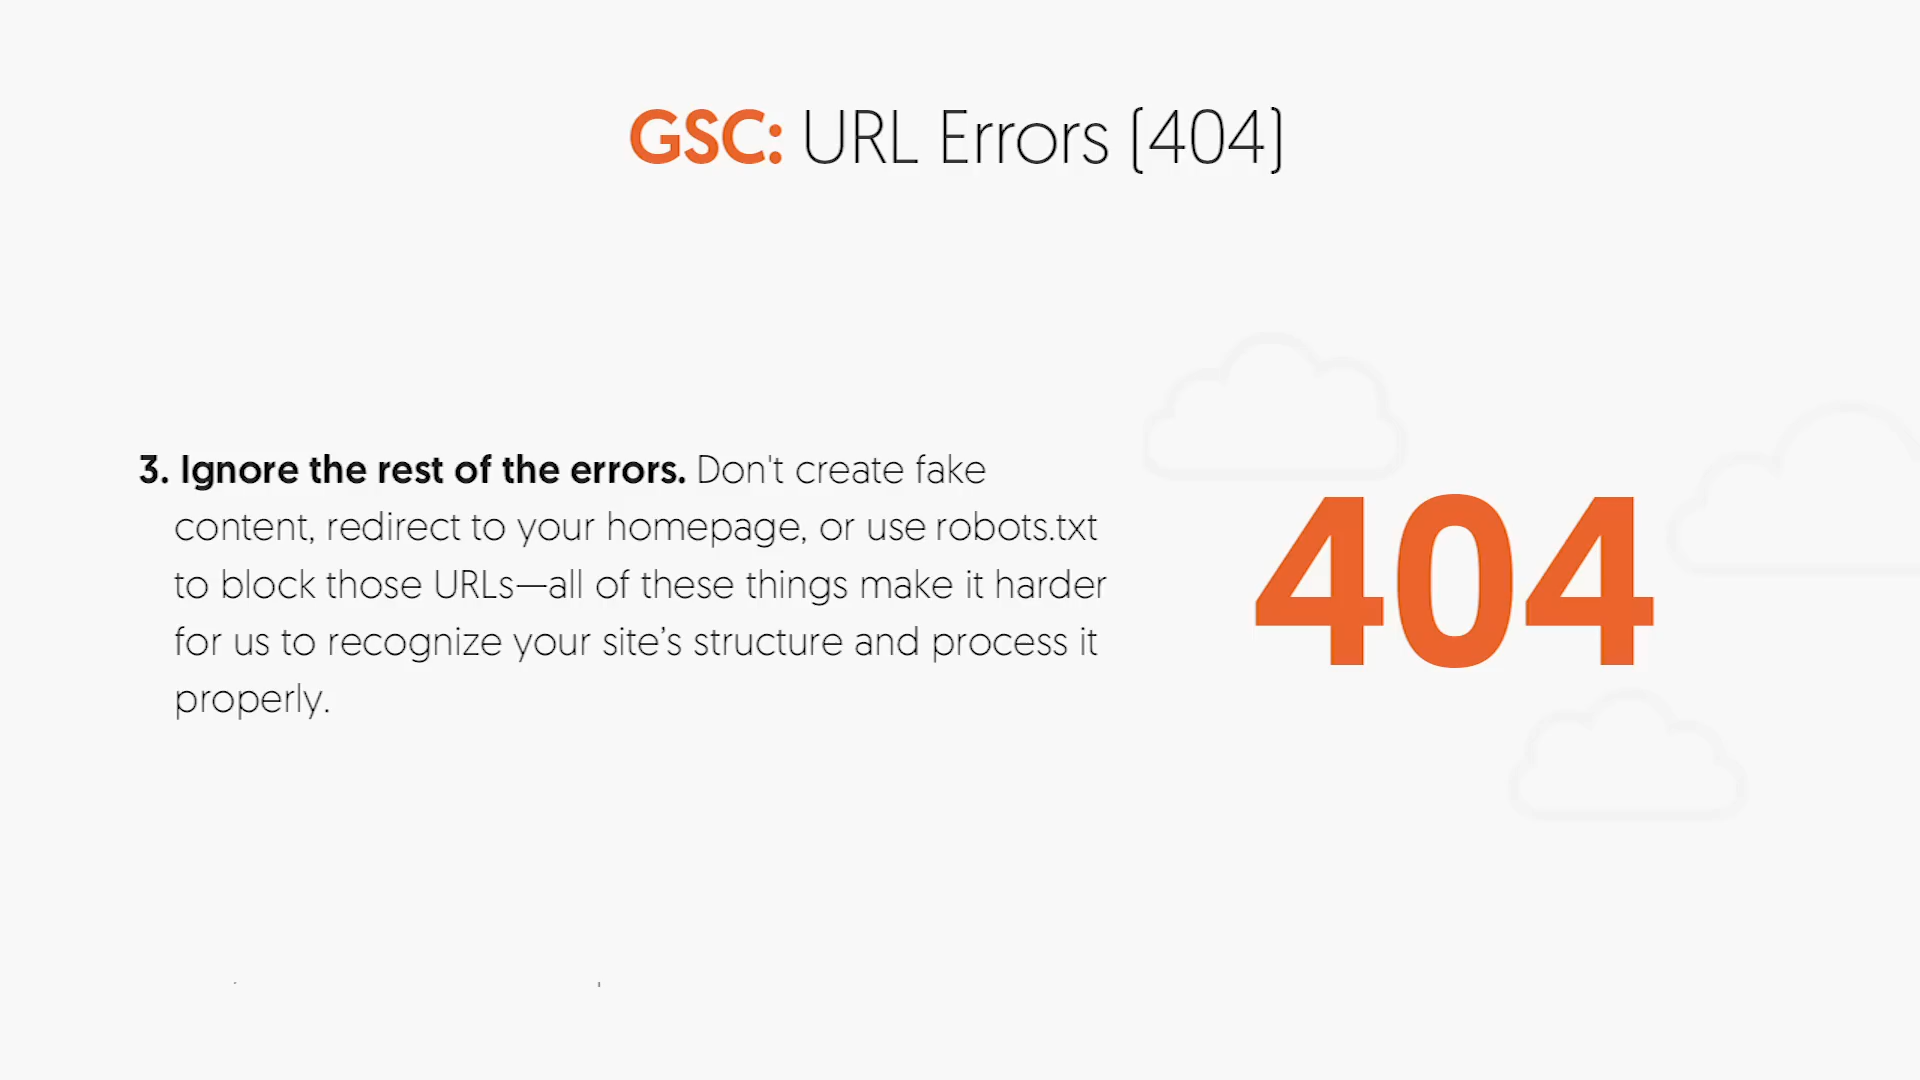 GSC: URL Errors (404)
3. Ignore the rest of the errors. Don't create fake
content, redirect to your homepage, or use robots.txt
to block those URLs—all of these things make it harder
for us to recognize your site’s structure and process it
properly.
404